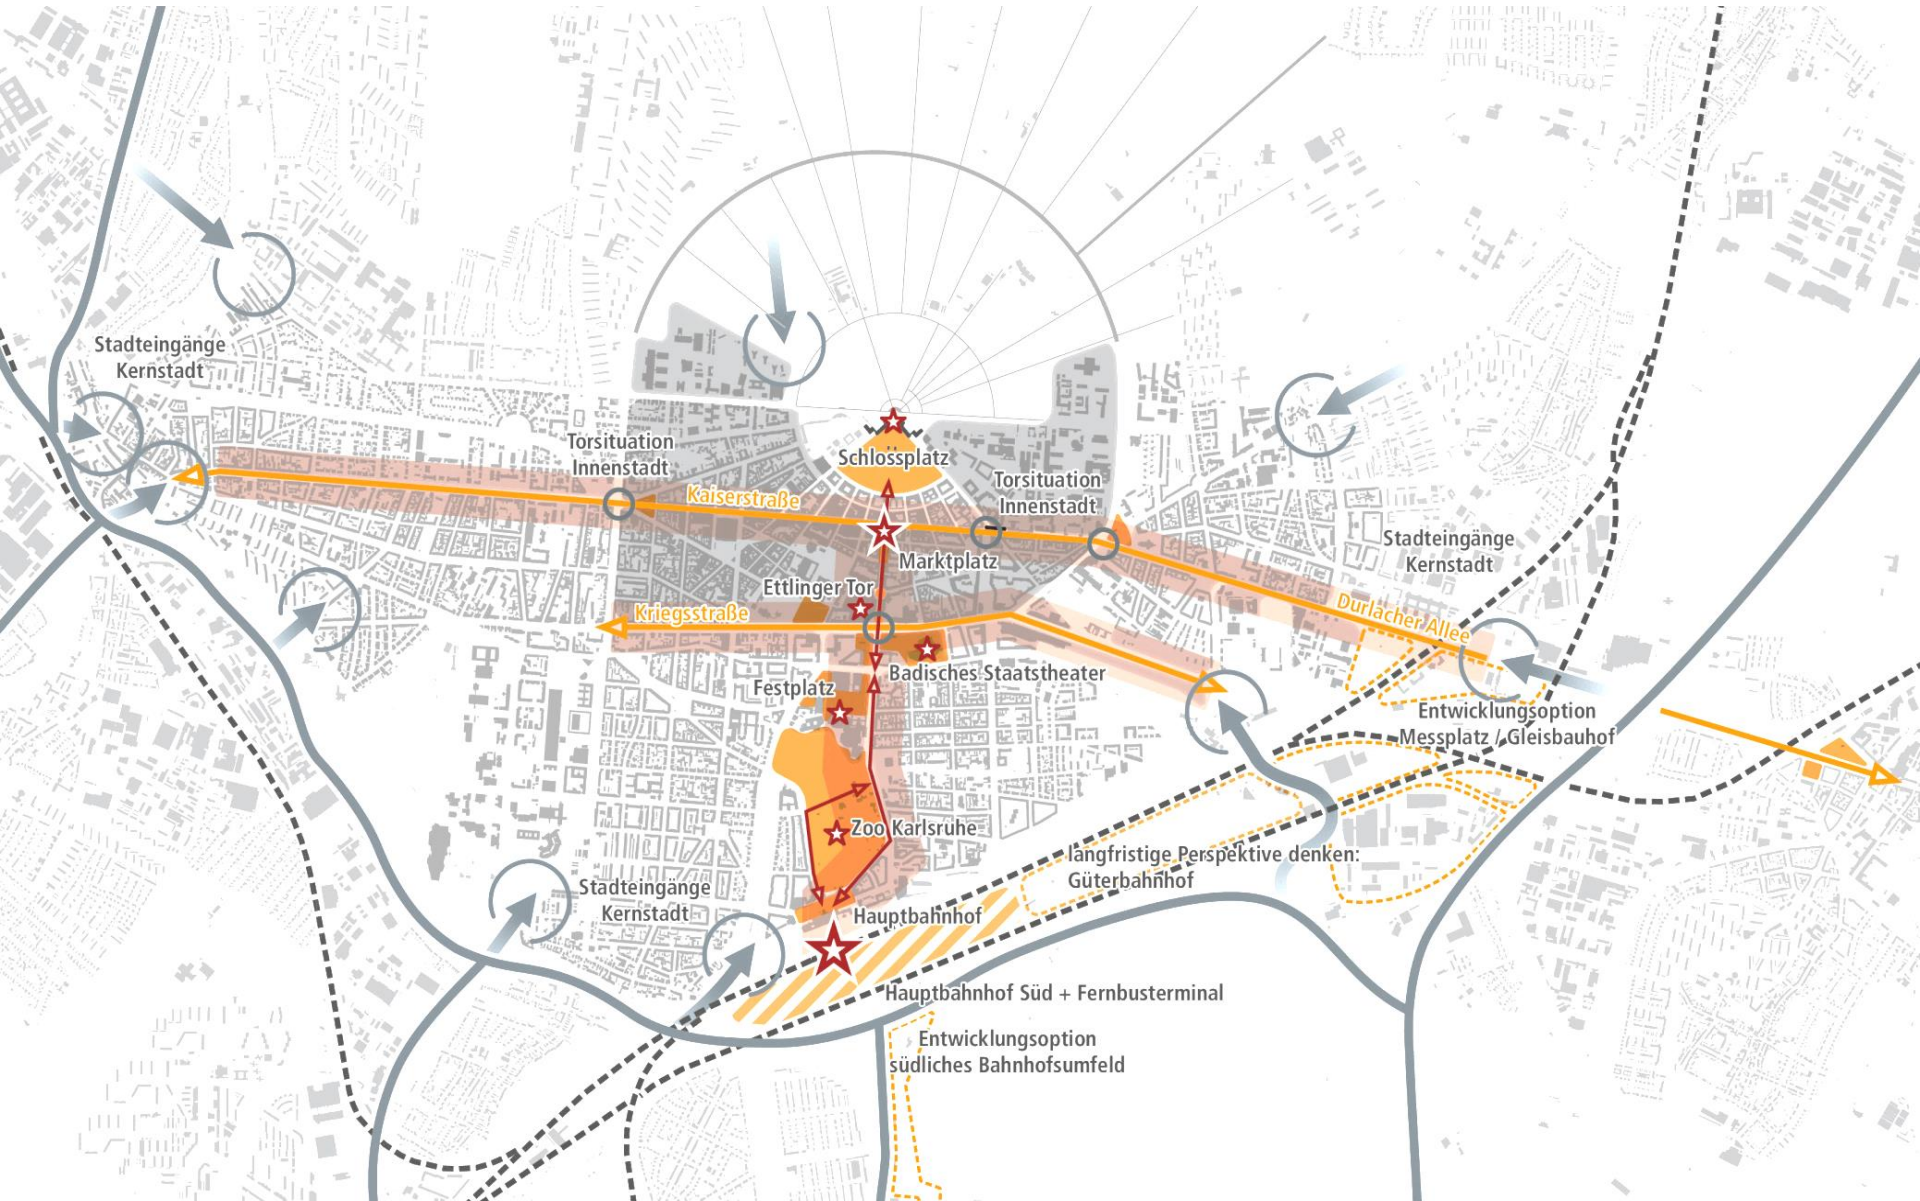 Stadteingänge
Kernstadt
Torsituation
Innenstadt
Schlossplatz
Kaiserstraße
Torsituation
Innenstadt
Marktplatz
Stadteingänge
Kernstadt
Ettlinger Tor
Kriegsstraße
Durlacher Allee
Badisches Staatstheater
Festplatz
Entwicklungsoption
Messplatz / Gleisbauhof
Zoo Karlsruhe
langfristige Perspektive denken:
Güterbahnhof
Stadteingänge
Kernstadt
Hauptbahnhof
Hauptbahnhof Süd + Fernbusterminal
Entwicklungsoption
südliches Bahnhofsumfeld